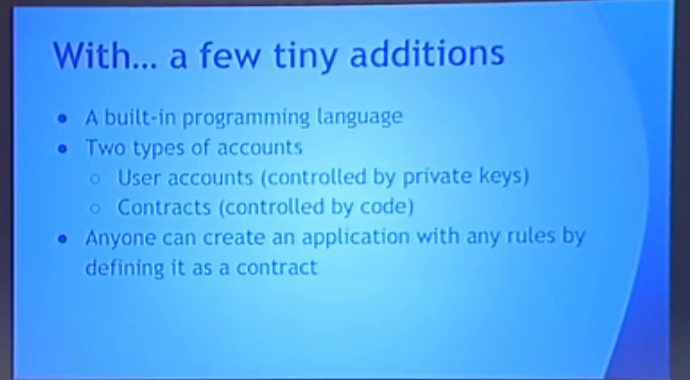 With... a few tiny additions
• A built-in programming language
• Two types of accounts
○ User accounts (controlled by private keys)
○ Contracts (controlled by code)
• Anyone can create an application with any rules by
defining it as a contract